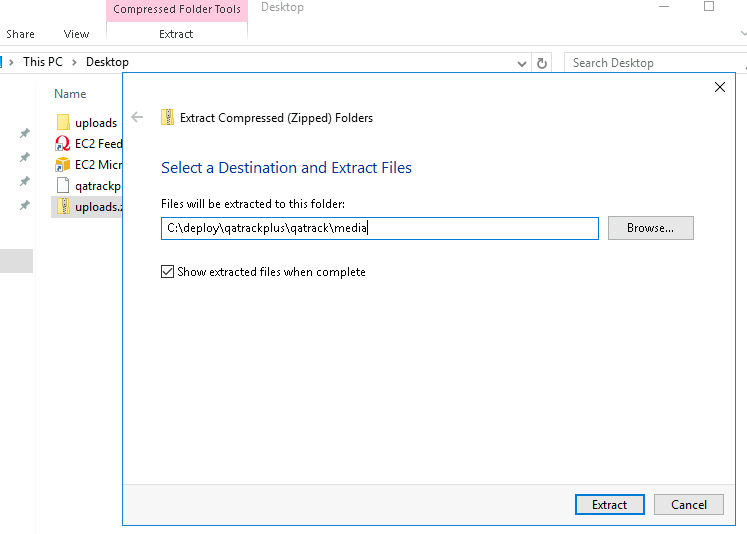 Compressed Folder Tools
Desktop
Share
View
Extract
This PC
Desktop
Search Desktop
Name
uploads
EC2 Feed
EC2 Micr
qatrackp
uploads.z
Extract Compressed (Zipped) Folders
Select a Destination and Extract Files
Files will be extracted to this folder:
C:\deploy\qatrackplus\qatrack\media
Browse...
Show extracted files when complete
Extract
Cancel